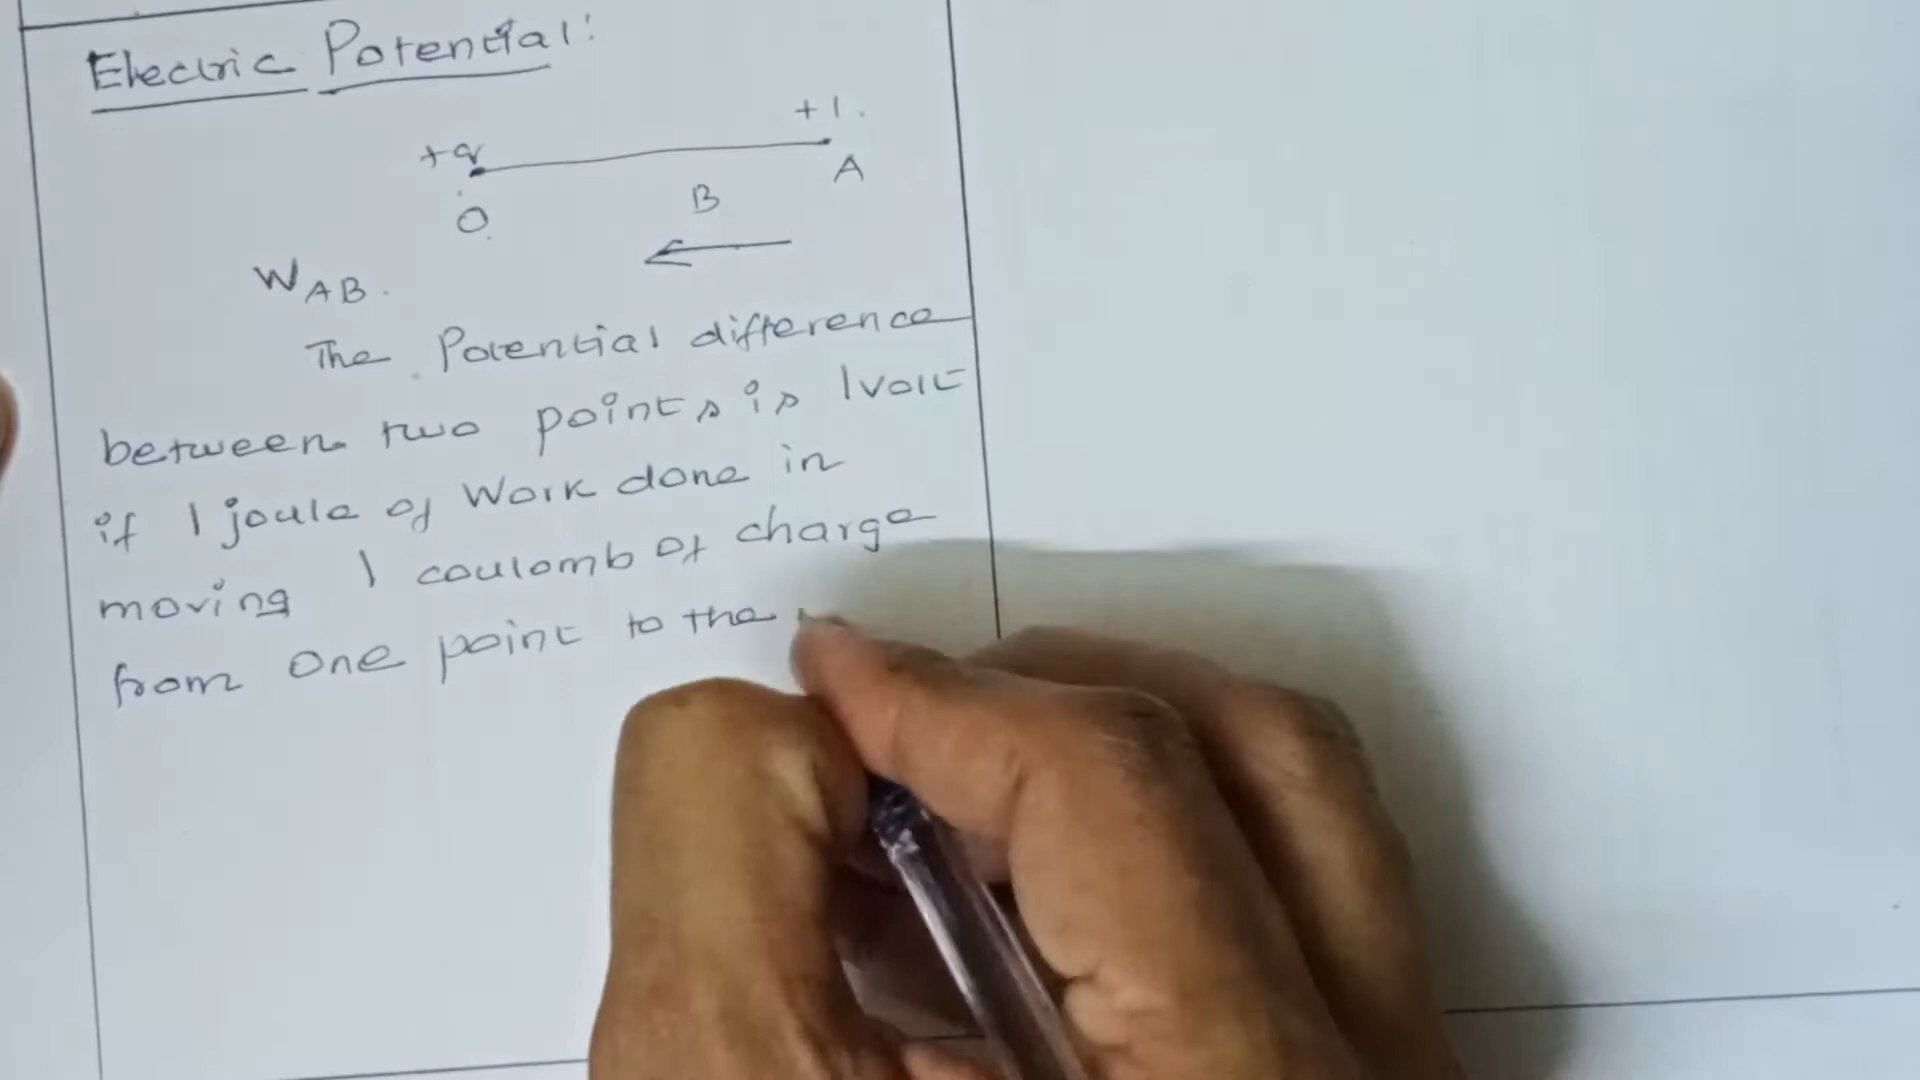 Electric Potential:
+1.
+q
A
B
O
WAB.
The Potential difference
between two points is 1volt
if 1 joule of Work done in
moving 1 coulomb of charge
from one point to the